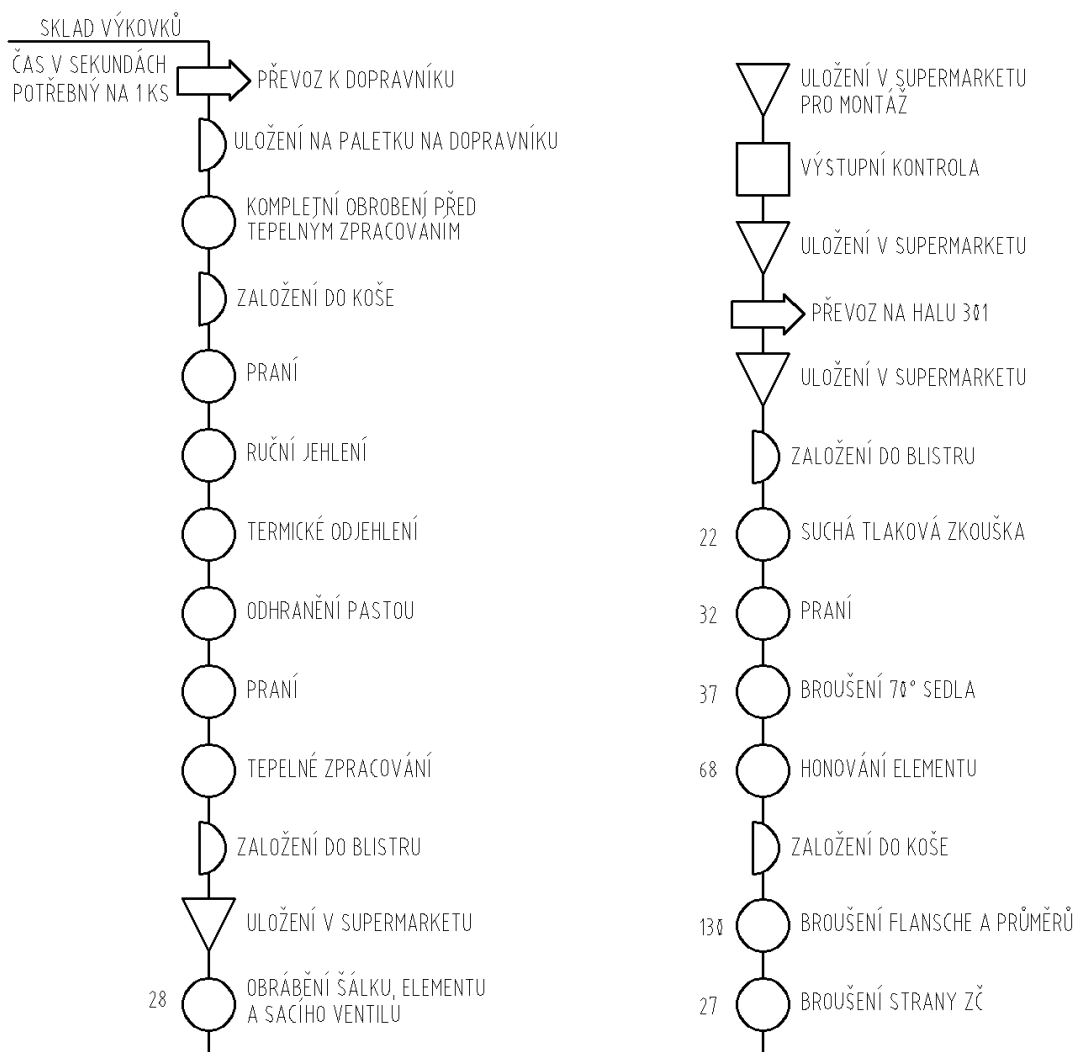 SKLAD VÝKOVKŮ
ČAS V SEKUNDÁCH
POTŘEBNÝ NA 1 KS
PŘEVOZ K DOPRAVNÍKU
ULOŽENÍ NA PALETKU NA DOPRAVNÍKU
KOMPLETNÍ OBROBENÍ PŘED
TEPELNÝM ZPRACOVÁNÍM
ZALOŽENÍ DO KOŠE
PRANÍ
RUČNÍ JEHLENÍ
TERMICKÉ ODJEHLENÍ
ODHRANĚNÍ PASTOU
PRANÍ
TEPELNÉ ZPRACOVÁNÍ
ZALOŽENÍ DO BLISTRU
ULOŽENÍ V SUPERMARKETU
28 OBRÁBĚNÍ ŠÁLKU, ELEMENTU
A SACÍHO VENTILU
ULOŽENÍ V SUPERMARKETU
PRO MONTÁŽ
VÝSTUPNÍ KONTROLA
ULOŽENÍ V SUPERMARKETU
PŘEVOZ NA HALU 301
ULOŽENÍ V SUPERMARKETU
ZALOŽENÍ DO BLISTRU
22 SUCHÁ TLAKOVÁ ZKOUŠKA
32 PRANÍ
37 BROUŠENÍ 70° SEDLA
68 HONOVÁNÍ ELEMENTU
ZALOŽENÍ DO KOŠE
130 BROUŠENÍ FLANSCHE A PRŮMĚRŮ
27 BROUŠENÍ STRANY ZČ